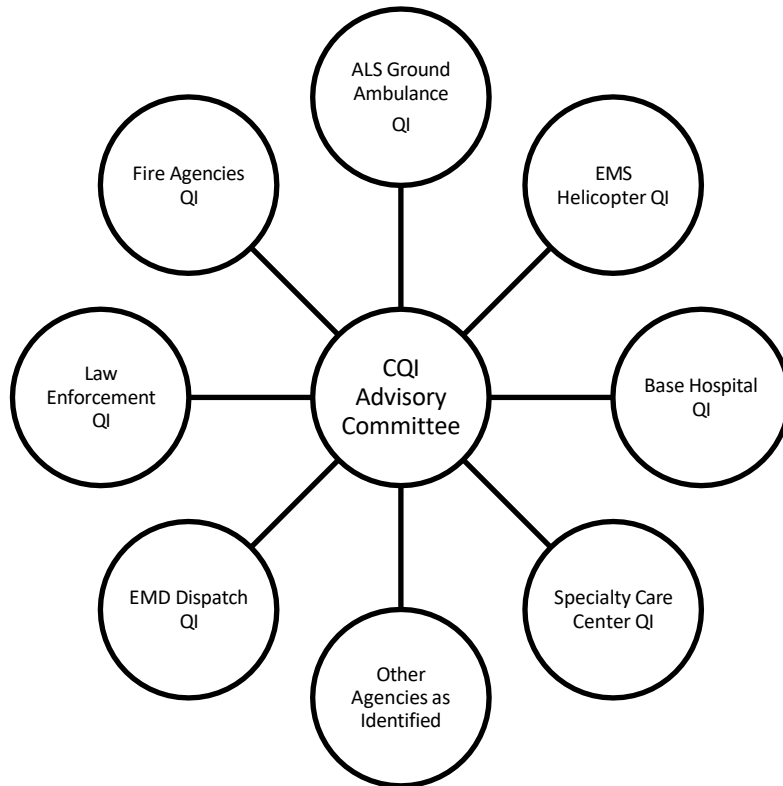 ALS Ground
Ambulance
QI
Fire Agencies
QI
EMS
Helicopter QI
Law
Enforcement
QI
CQI
Advisory
Committee
Base Hospital
QI
EMD Dispatch
QI
Specialty Care
Center QI
Other
Agencies as
Identified